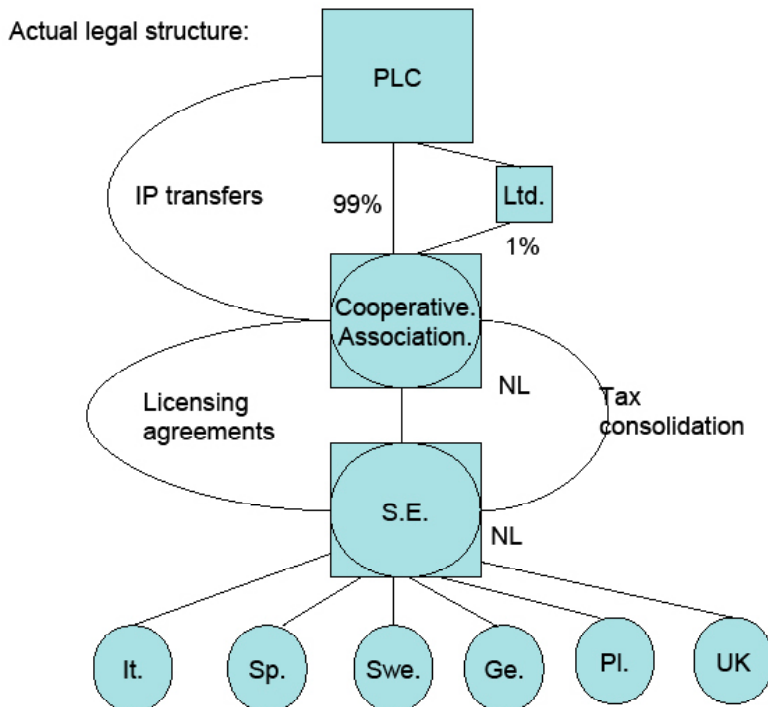 Actual legal structure:
PLC
IP transfers
99%
Ltd.
1%
Cooperative.
Association.
NL
Licensing
agreements
Tax
consolidation
S.E.
NL
It.
Sp.
Swe.
Ge.
Pl.
UK